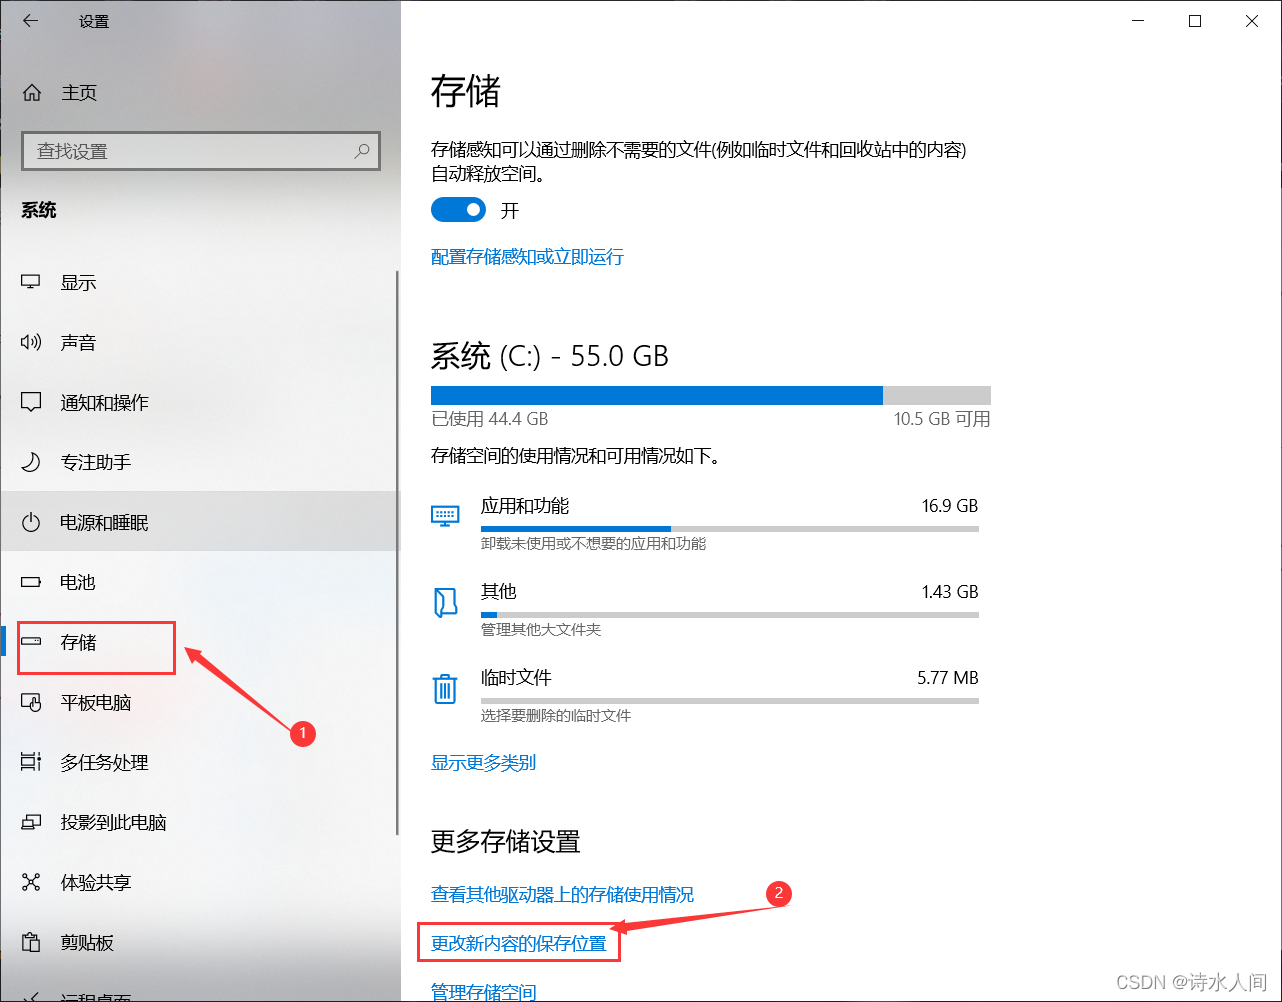 设置
主页
查找设置
系统
显示
声音
通知和操作
专注助手
电源和睡眠
电池
存储
平板电脑
多任务处理
投影到此电脑
体验共享
剪贴板
远程桌面
1
存储
存储感知可以通过删除不需要的文件(例如临时文件和回收站中的内容)
自动释放空间。
开
配置存储感知或立即运行
系统 (C:) - 55.0 GB
已使用 44.4 GB 10.5 GB 可用
存储空间的使用情况和可用情况如下。
应用和功能 16.9 GB
卸载未使用或不想要的应用和功能
其他 1.43 GB
管理其他大文件夹
临时文件 5.77 MB
选择要删除的临时文件
显示更多类别
更多存储设置
查看其他驱动器上的存储使用情况
2
更改新内容的保存位置
管理存储空间
CSDN @诗水人间